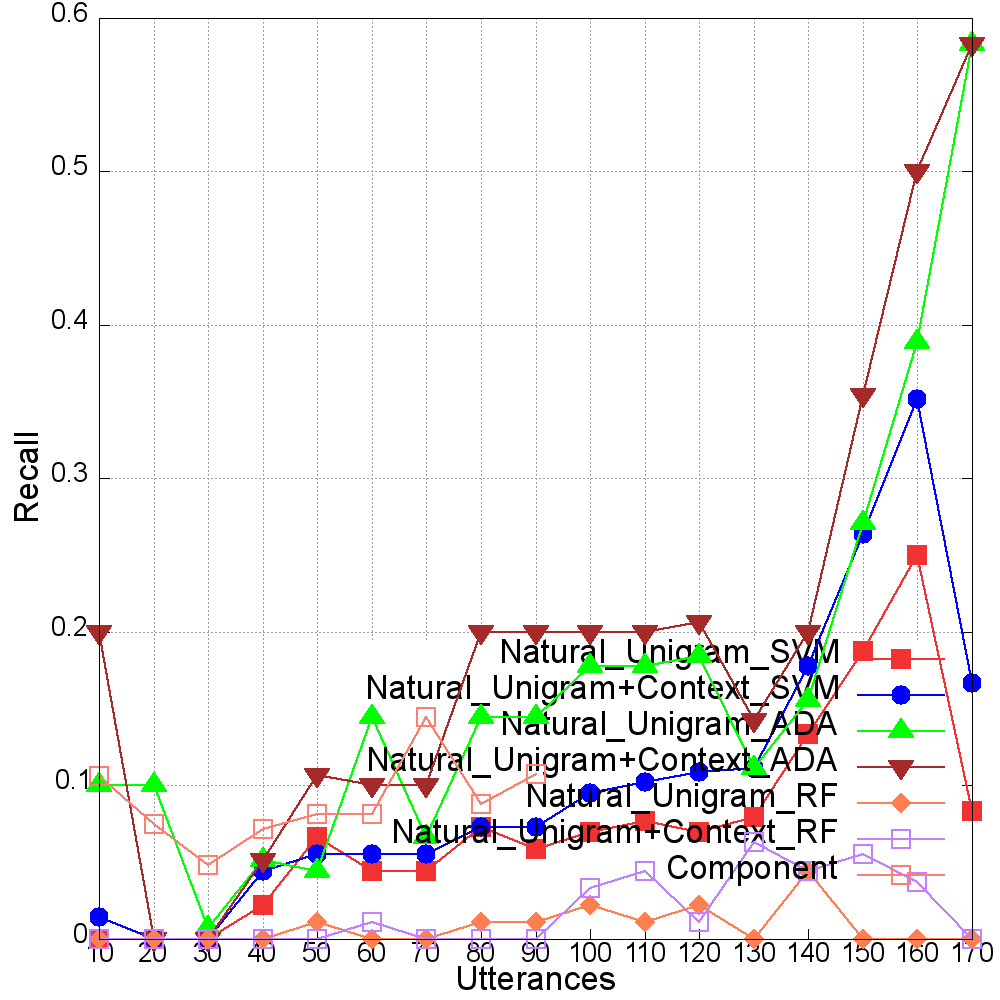 0.6
0.5
0.4
0.3
0.2
0.1
0
Recall
Natural_Unigram_SVM
Natural_Unigram+Context_SVM
Natural_Unigram_ADA
Natural_Unigram+Context_ADA
Natural_Unigram_RF
Natural_Unigram+Context_RF
Component
10 20 30 40 50 60 70 80 90 100 110 120 130 140 150 160 170
Utterances